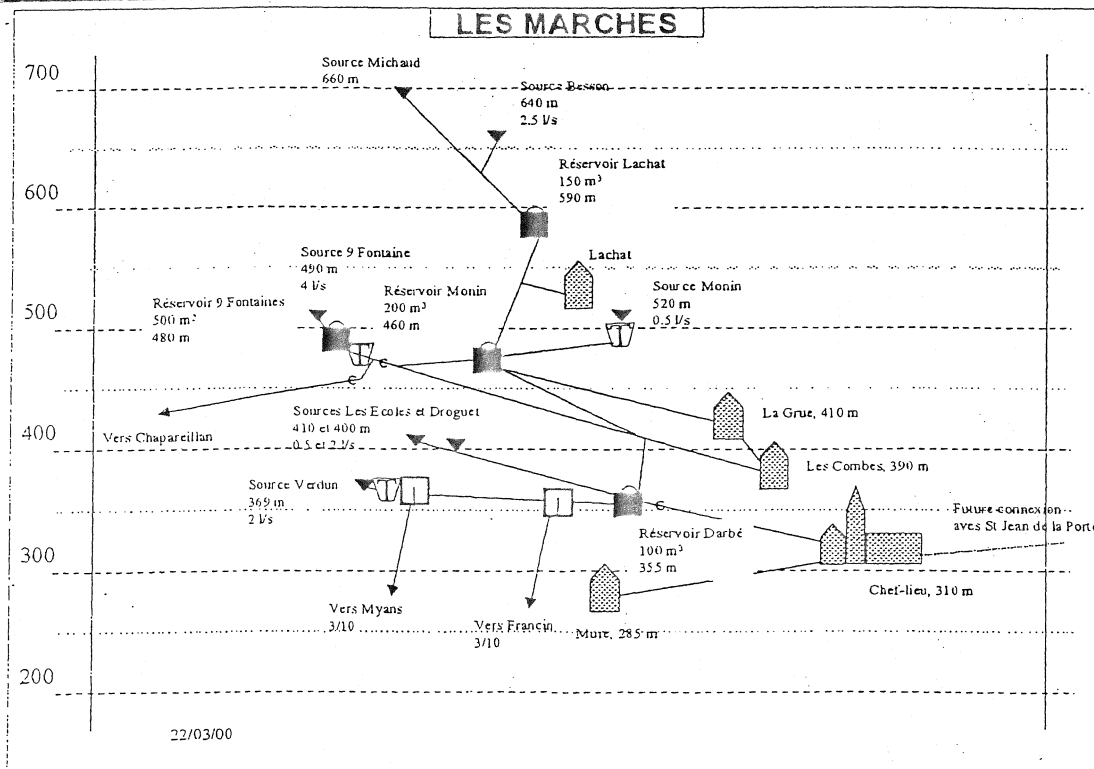 LES MARCHES
700
600
500
400
300
200
Source Michaud
660 m
Source Besson
640 m
2.5 l/s
Réservoir Lachat
150 m³
590 m
Source 9 Fontaine
490 m
4 l/s
Lachat
Réservoir 9 Fontaines
500 m²
480 m
Réservoir Monin
200 m³
460 m
Source Monin
520 m
0.5 l/s
Vers Chapareillan
Sources Les Ecoles et Droguet
410 et 400 m
0.5 et 2 l/s
La Grue, 410 m
Les Combes, 390 m
Source Verdun
369 m
2 l/s
Réservoir Darbé
100 m³
355 m
Future connexion
aves St Jean de la Porte
Chef-lieu, 310 m
Vers Myans
3/10
Vers Francin
3/10
Mure, 285 m
22/03/00